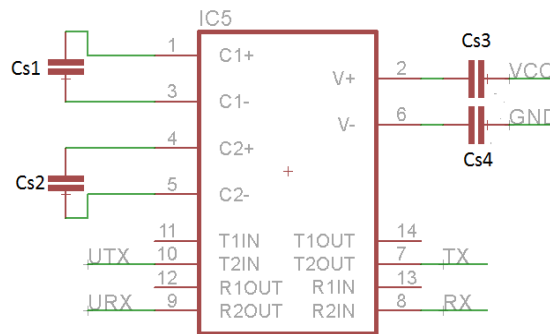 IC5
Cs1
1
C1+
3
C1-
Cs2
4
C2+
5
C2-
V+
2
Cs3
VCC
V-
6
Cs4
GND
11
T1IN
T1OUT
14
UTX
10
T2IN
T2OUT
7
TX
12
R1OUT
R1IN
13
URX
9
R2OUT
R2IN
8
RX